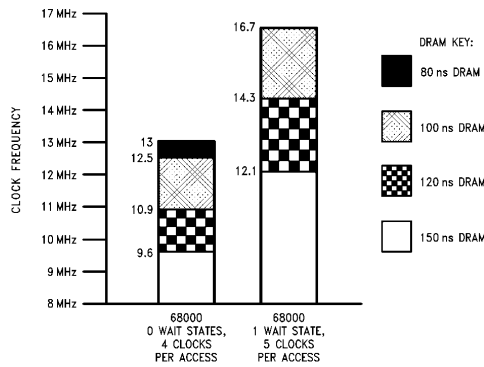 17 MHz
16 MHz
15 MHz
14 MHz
13 MHz
12 MHz
11 MHz
10 MHz
9 MHz
8 MHz
CLOCK FREQUENCY
13
12.5
10.9
9.6
16.7
14.3
12.1
68000
0 WAIT STATES,
4 CLOCKS
PER ACCESS
68000
1 WAIT STATE,
5 CLOCKS
PER ACCESS
DRAM KEY:
80 ns DRAM
100 ns DRAM
120 ns DRAM
150 ns DRAM